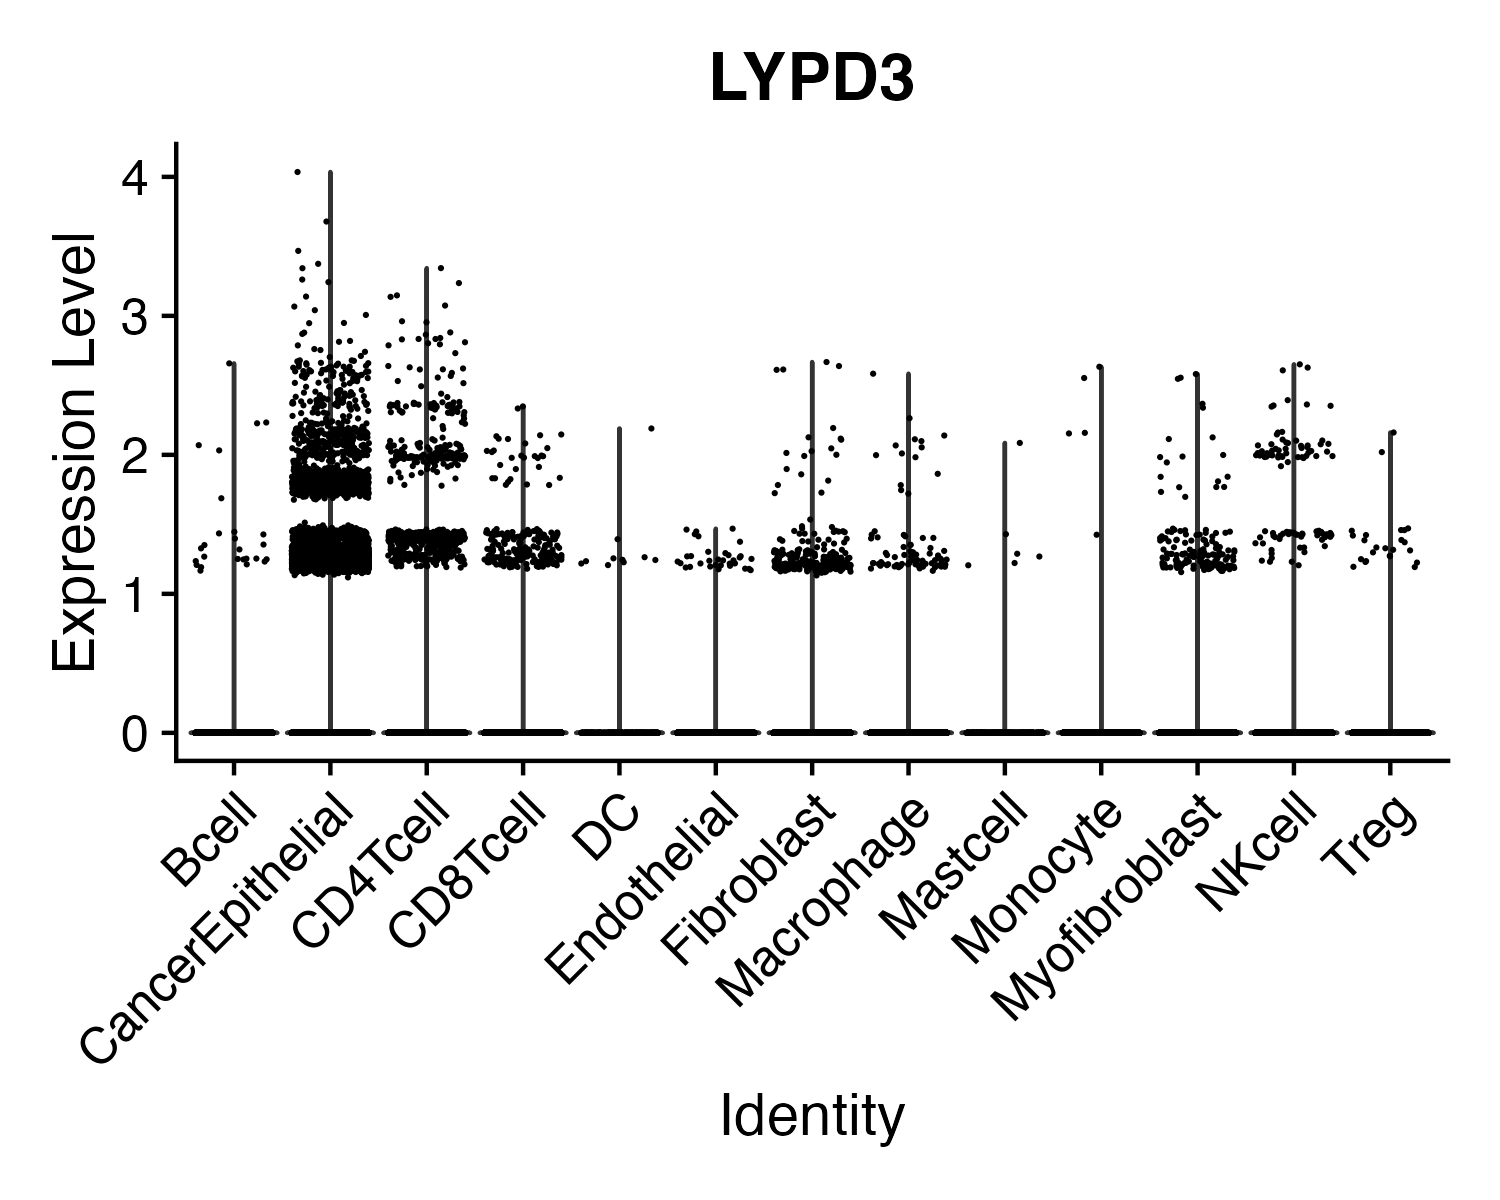 LYPD3
Expression Level
4
3
2
1
0
Bcell
CancerEpithelial
CD4Tcell
CD8Tcell
DC
Endothelial
Fibroblast
Macrophage
Mastcell
Monocyte
Myofibroblast
NKcell
Treg
Identity